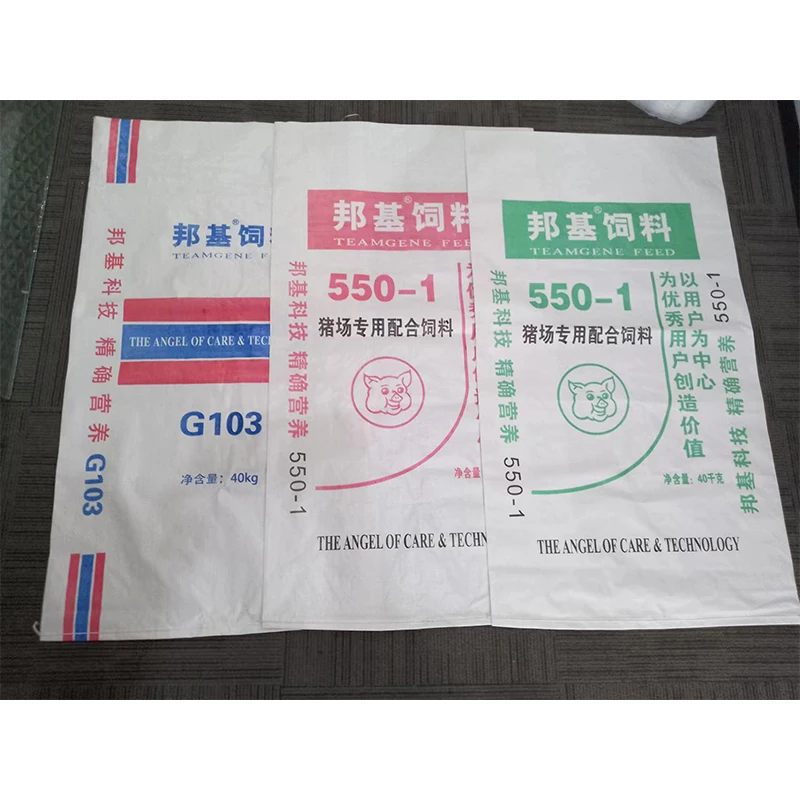 邦基®饲
TEAMGENE F
邦基科技 精确营养 G103
THE ANGEL OF CARE &
G103
净含量：40kg
邦基®饲料
TEAMGENE
550-1
猪场专用配合饲料
邦基科技 精确营养 550-1
净含量
THE ANGEL OF CARE &
邦基®饲料
TEAMGENE FEED
550-1
猪场专用配合饲料
邦基科技 精确营养
以用户为中心
为优秀用户创造价值
净含量：40千克
邦基科技 精确营养 550-1
THE ANGEL OF CARE & TECHNOLOGY